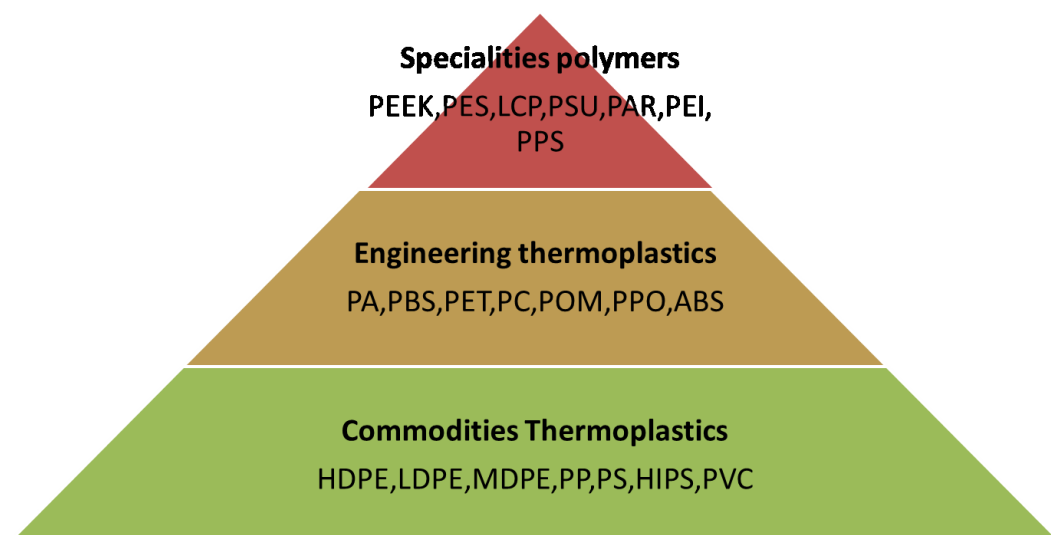 Specialities polymers
PEEK,PES,LCP,PSU,PAR,PEI,
PPS
Engineering thermoplastics
PA,PBS,PET,PC,POM,PPO,ABS
Commodities Thermoplastics
HDPE,LDPE,MDPE,PP,PS,HIPS,PVC